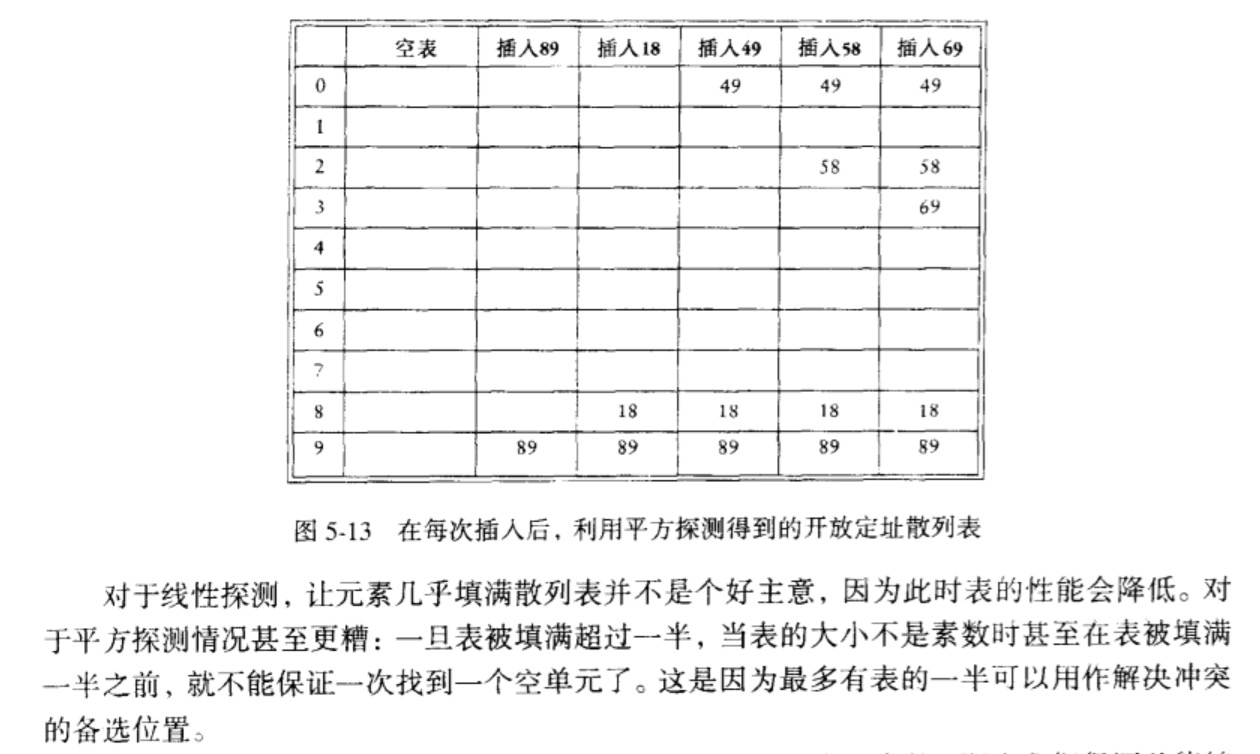 空表 插入89 插入18 插入49 插入58 插入69
0 49 49 49
1
2 58 58
3 69
4
5
6
7
8 18 18 18 18
9 89 89 89 89 89
图 5-13 在每次插入后，利用平方探测得到的开放定址散列表
对于线性探测，让元素几乎填满散列表并不是个好主意，因为此时表的性能会降低。对
于平方探测情况甚至更糟：一旦表被填满超过一半，当表的大小不是素数时甚至在表被填满
一半之前，就不能保证一次找到一个空单元了。这是因为最多有表的一半可以用作解决冲突
的备选位置。